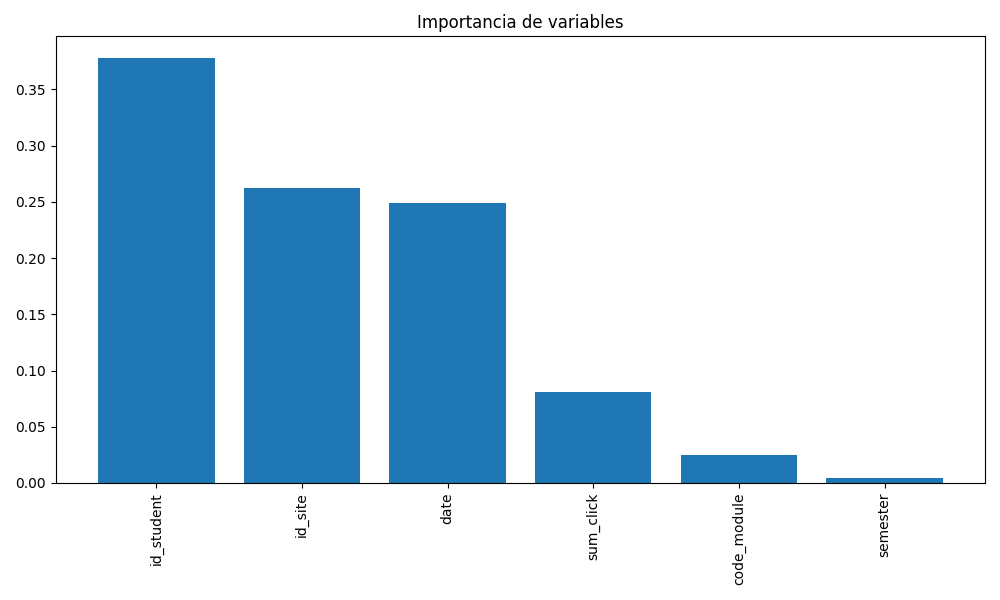 Importancia de variables
0.35
0.30
0.25
0.20
0.15
0.10
0.05
0.00
id_student
id_site
date
sum_click
code_module
semester